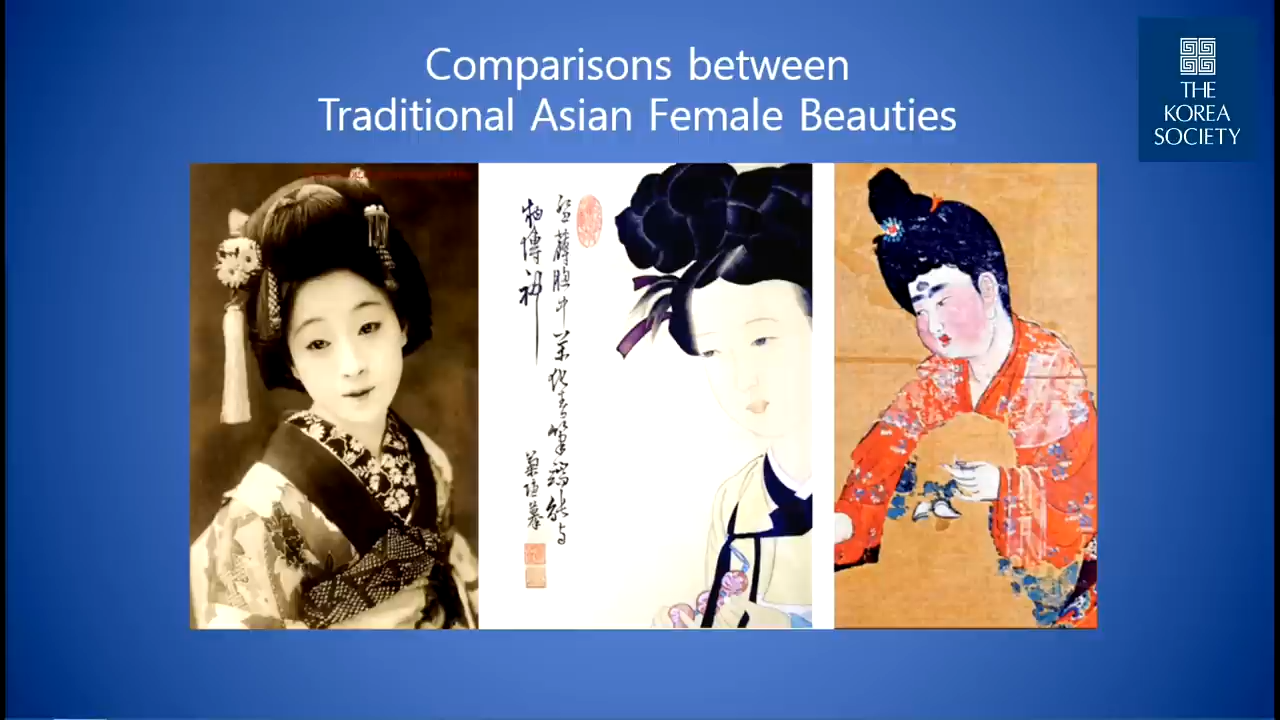 Comparisons between
Traditional Asian Female Beauties
THE
KOREA
SOCIETY
盤薄胸中萬化春筆端能與
物傳神